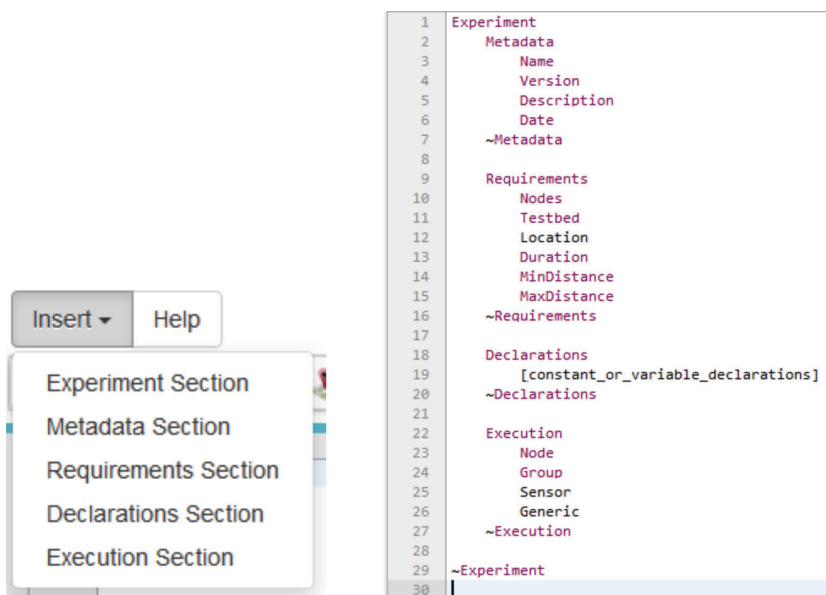 Insert Help
Experiment Section
Metadata Section
Requirements Section
Declarations Section
Execution Section
1 Experiment
2 Metadata
3 Name
4 Version
5 Description
6 Date
7 ~Metadata
8
9 Requirements
10 Nodes
11 Testbed
12 Location
13 Duration
14 MinDistance
15 MaxDistance
16 ~Requirements
17
18 Declarations
19 [constant_or_variable_declarations]
20 ~Declarations
21
22 Execution
23 Node
24 Group
25 Sensor
26 Generic
27 ~Execution
28
29 ~Experiment
30